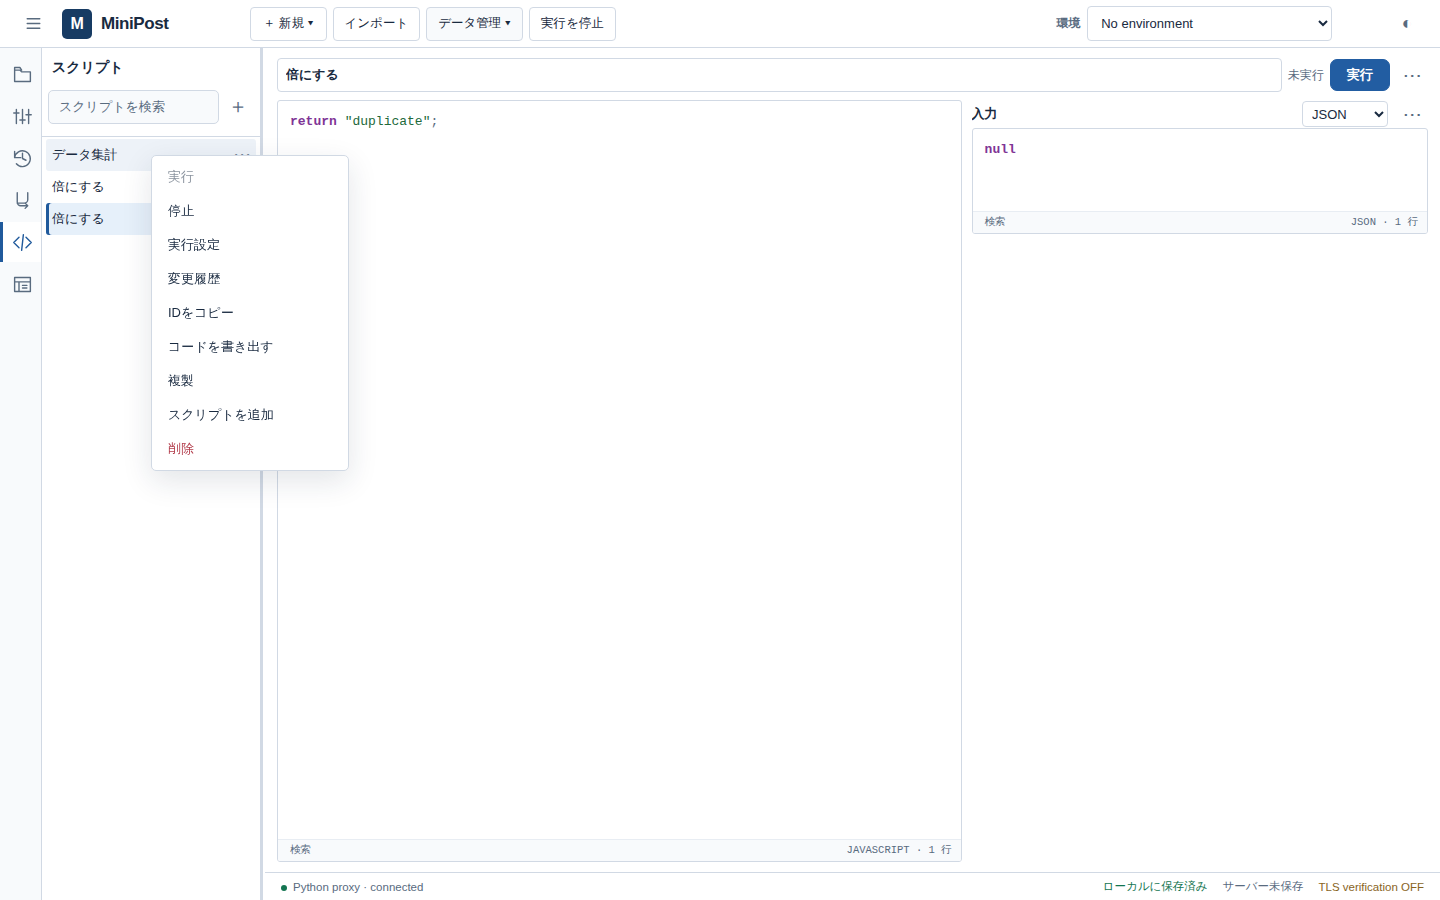 M MiniPost
＋ 新規 ▾
インポート
データ管理 ▾
実行を停止
環境
No environment
スクリプト
スクリプトを検索
+
データ集計 ...
倍にする
倍にする
実行
停止
実行設定
変更履歴
IDをコピー
コードを書き出す
複製
スクリプトを追加
削除
倍にする
未実行
実行
...
return "duplicate";
検索
JAVASCRIPT · 1 行
入力
JSON
...
null
検索
JSON · 1 行
Python proxy · connected
ローカルに保存済み
サーバー未保存
TLS verification OFF